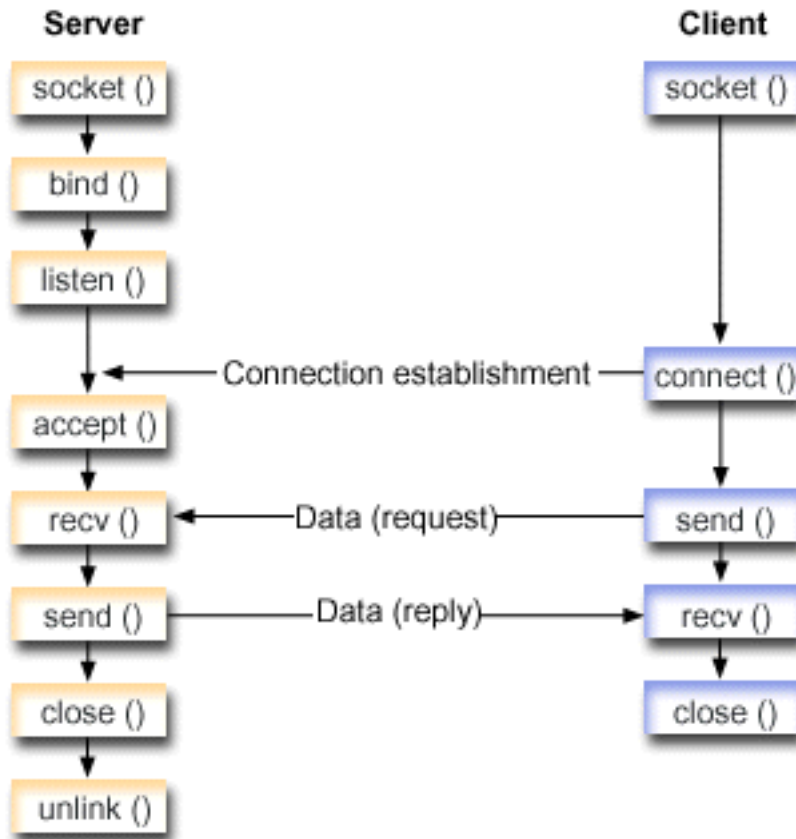 Server
Client
socket ()
socket ()
bind ()
listen ()
Connection establishment
connect ()
accept ()
recv ()
Data (request)
send ()
send ()
Data (reply)
recv ()
close ()
close ()
unlink ()